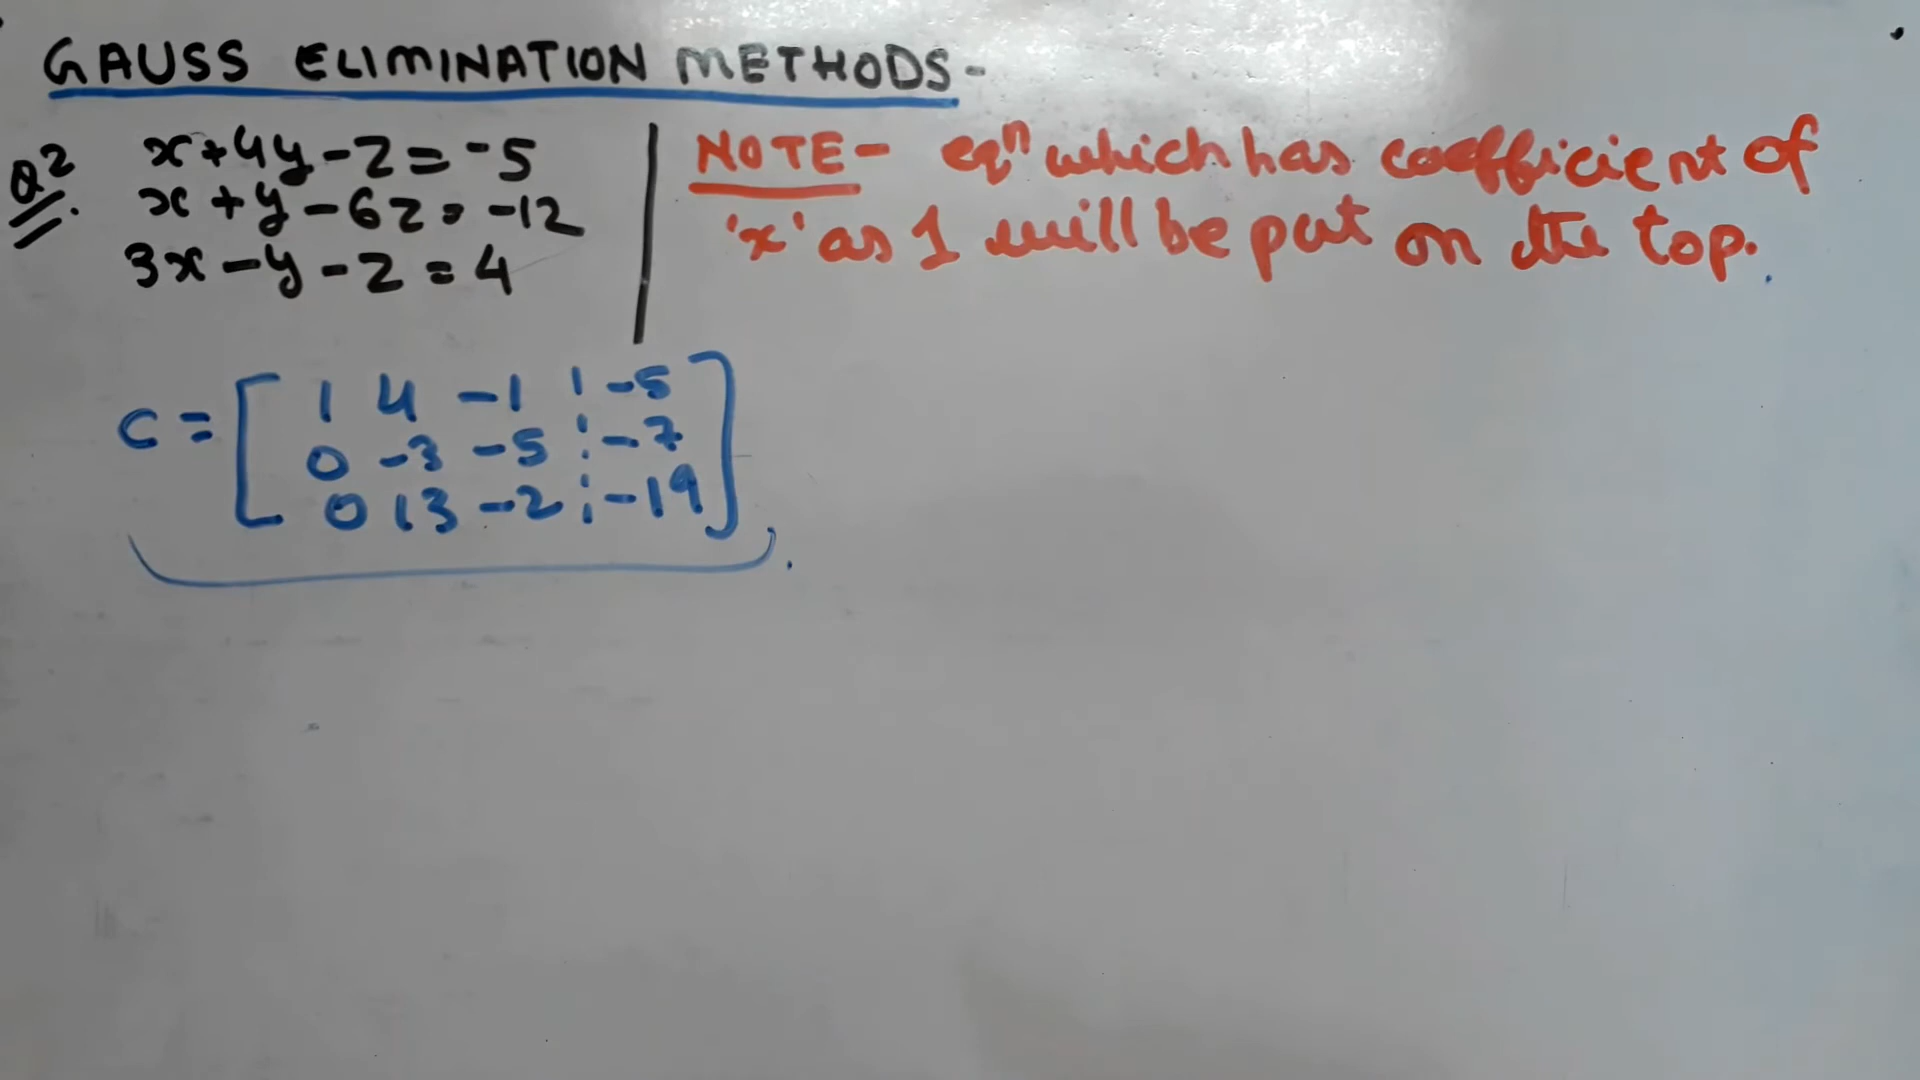 GAUSS ELIMINATION METHODS-
Q2. x+4y-z=-5
x+y-6z=-12
3x-y-z=4
NOTE- eqn which has coefficient of
'x' as 1 will be put on the top.
C = [ 1 4 -1 ¦ -5
0 -3 -5 ¦ -7
0 13 -2 ¦ -19 ]